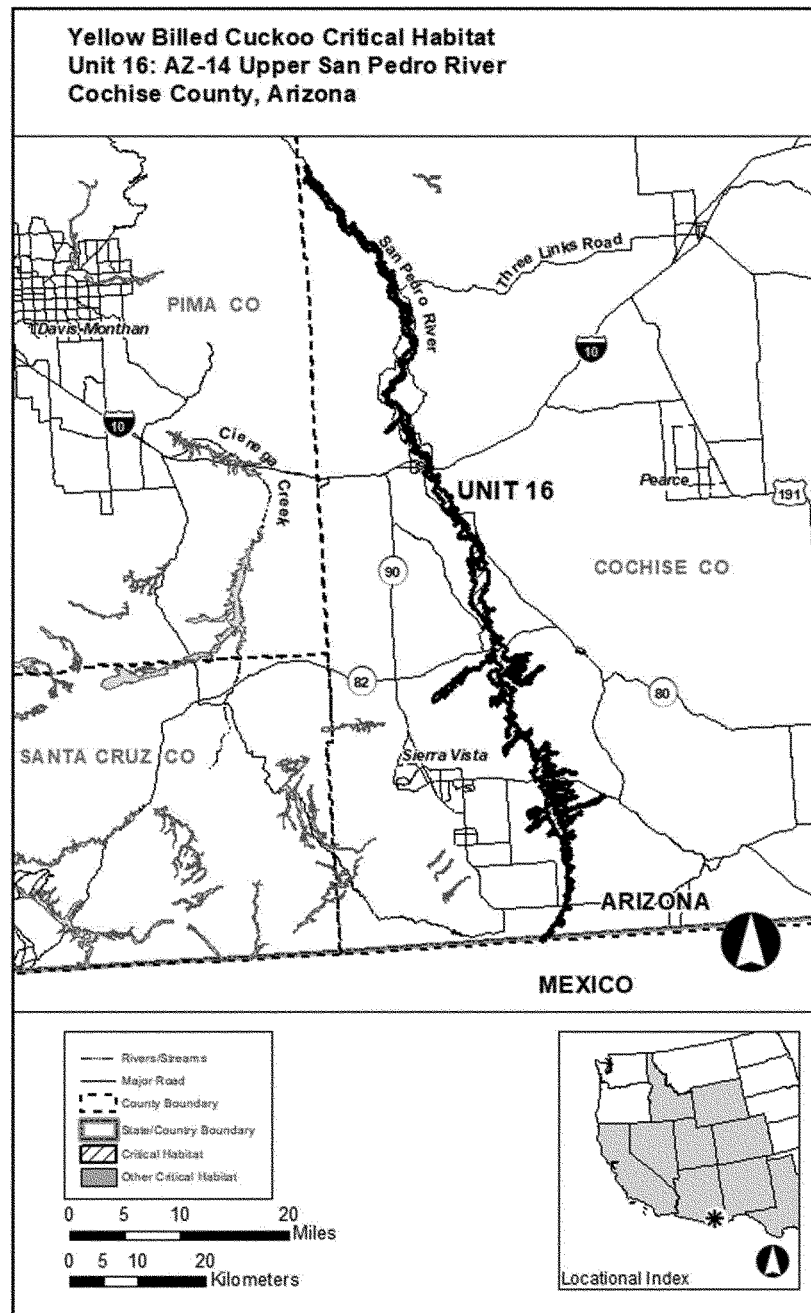 Yellow Billed Cuckoo Critical Habitat
Unit 16: AZ-14 Upper San Pedro River
Cochise County, Arizona
San Pedro River
Three Links Road
PIMA CO
Davis-Monthan
10
10
Cienega Creek
UNIT 16
Pearce
191
90
COCHISE CO
82
80
SANTA CRUZ CO
Sierra Vista
ARIZONA
MEXICO
Rivers/Streams
Major Road
County Boundary
State/Country Boundary
Critical Habitat
Other Critical Habitat
0 5 10 20
Miles
0 5 10 20
Kilometers
Locational Index